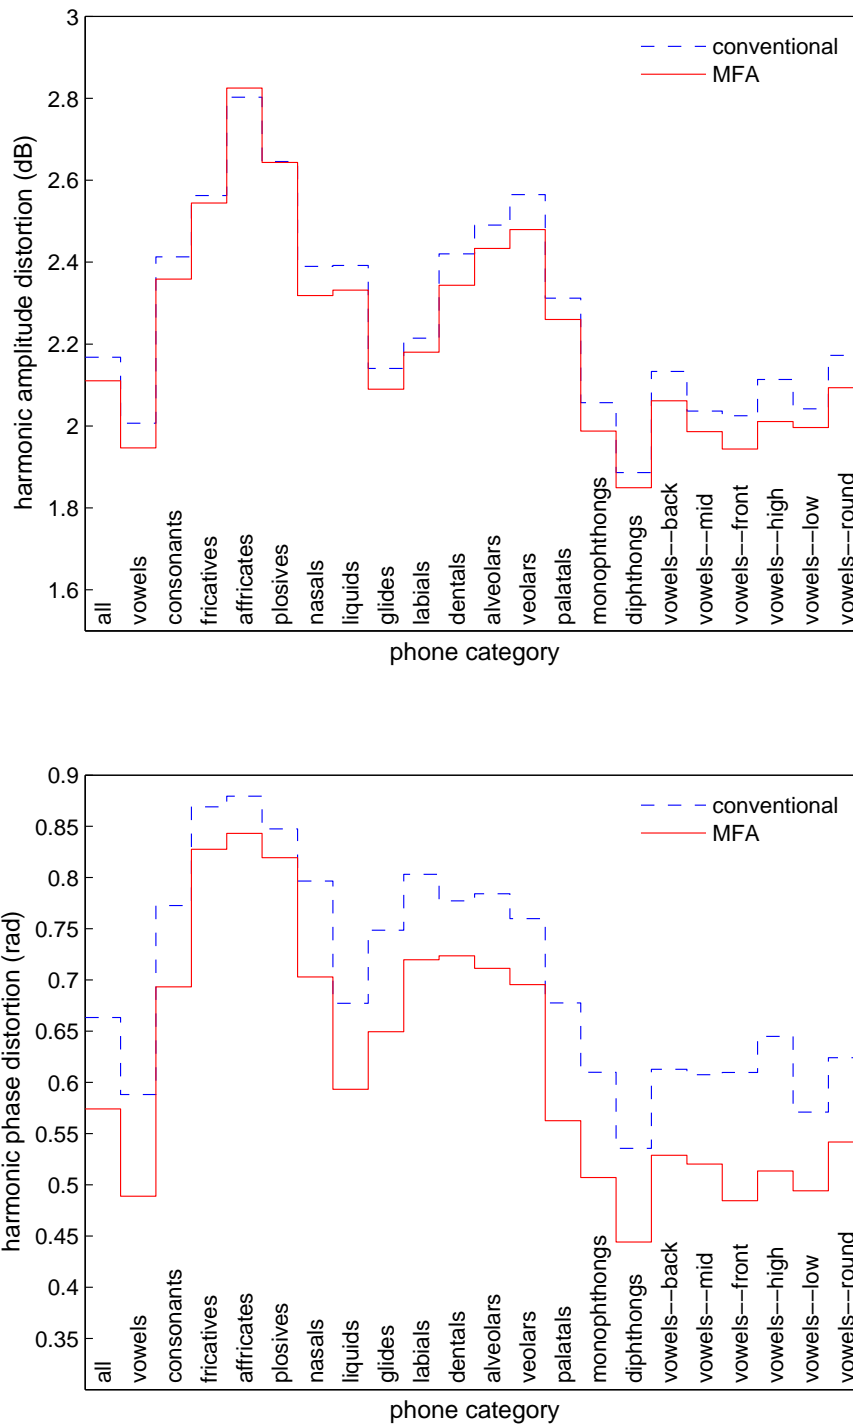 3
2.8
2.6
2.4
2.2
2
1.8
1.6
harmonic amplitude distortion (dB)
conventional
MFA
all
vowels
consonants
fricatives
affricates
plosives
nasals
liquids
glides
labials
dentals
alveolars
veolars
palatals
monophthongs
diphthongs
vowels−−−back
vowels−−−mid
vowels−−−front
vowels−−−high
vowels−−−low
vowels−−−round
phone category
0.9
0.85
0.8
0.75
0.7
0.65
0.6
0.55
0.5
0.45
0.4
0.35
harmonic phase distortion (rad)
conventional
MFA
all
vowels
consonants
fricatives
affricates
plosives
nasals
liquids
glides
labials
dentals
alveolars
veolars
palatals
monophthongs
diphthongs
vowels−−−back
vowels−−−mid
vowels−−−front
vowels−−−high
vowels−−−low
vowels−−−round
phone category